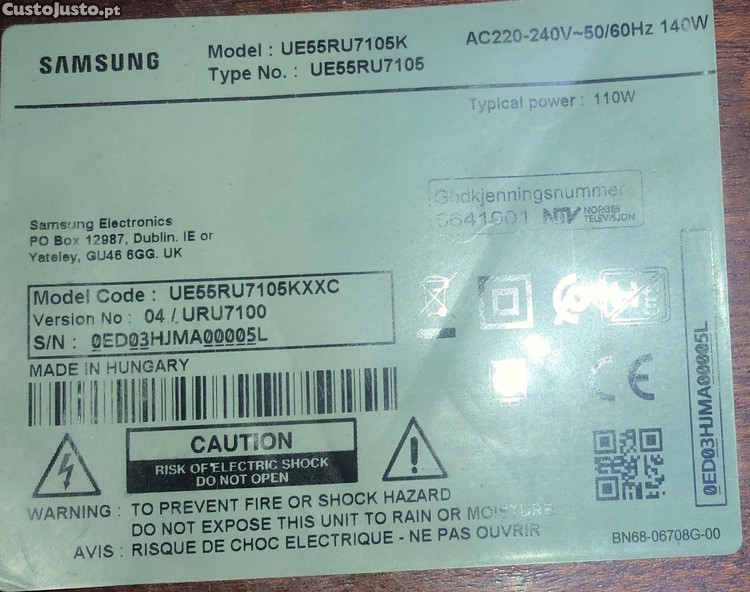 CustoJusto.pt
SAMSUNG
Model : UE55RU7105K
Type No. : UE55RU7105
AC220-240V~50/60Hz 140W
Typical power : 110W
Godkjenningsnummer
6641901 NTV NORGES TELEVISJON
Samsung Electronics
PO Box 12987, Dublin. IE or
Yateley, GU46 6GG. UK
Model Code : UE55RU7105KXXC
Version No : 04 / URU7100
S/N : 0ED03HJMA00005L
MADE IN HUNGARY
CAUTION
RISK OF ELECTRIC SHOCK
DO NOT OPEN
WARNING : TO PREVENT FIRE OR SHOCK HAZARD
DO NOT EXPOSE THIS UNIT TO RAIN OR MOISTURE
AVIS : RISQUE DE CHOC ELECTRIQUE - NE PAS OUVRIR
CE
0ED03HJMA00005L
BN68-06708G-00